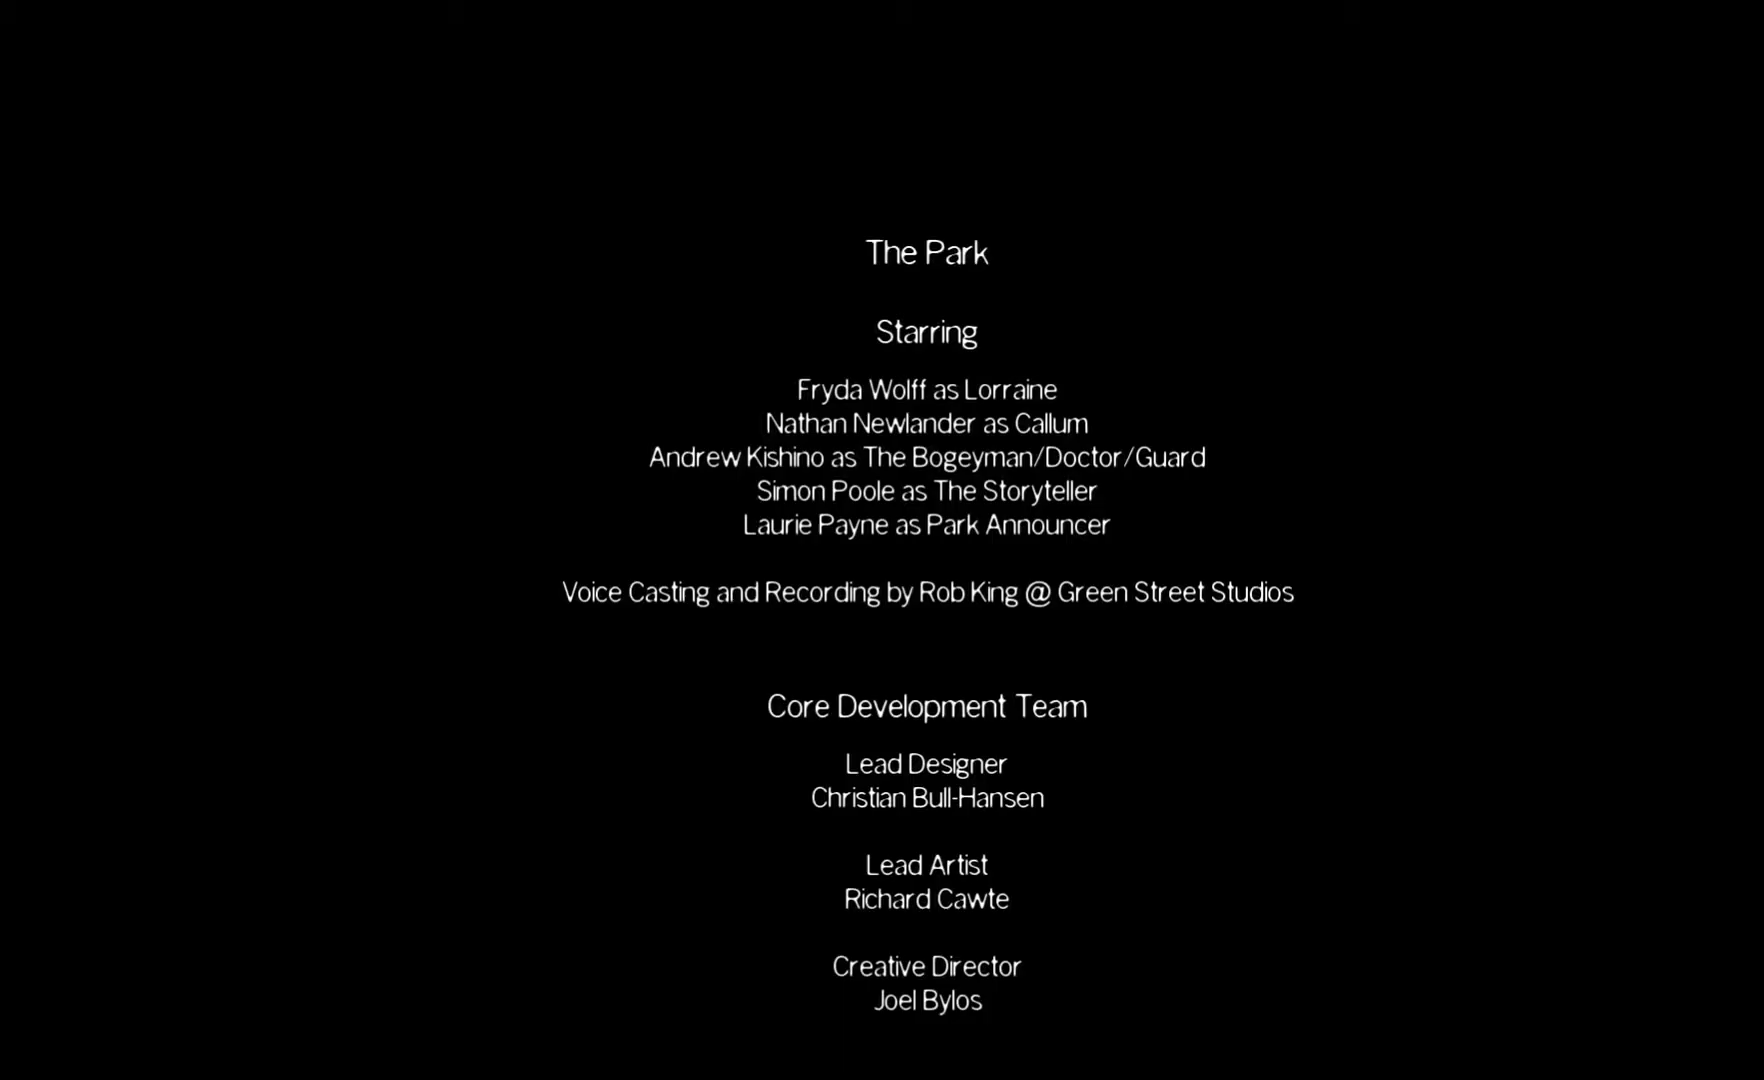 The Park
Starring
Fryda Wolff as Lorraine
Nathan Newlander as Callum
Andrew Kishino as The Bogeyman/Doctor/Guard
Simon Poole as The Storyteller
Laurie Payne as Park Announcer
Voice Casting and Recording by Rob King @ Green Street Studios
Core Development Team
Lead Designer
Christian Bull-Hansen
Lead Artist
Richard Cawte
Creative Director
Joel Bylos